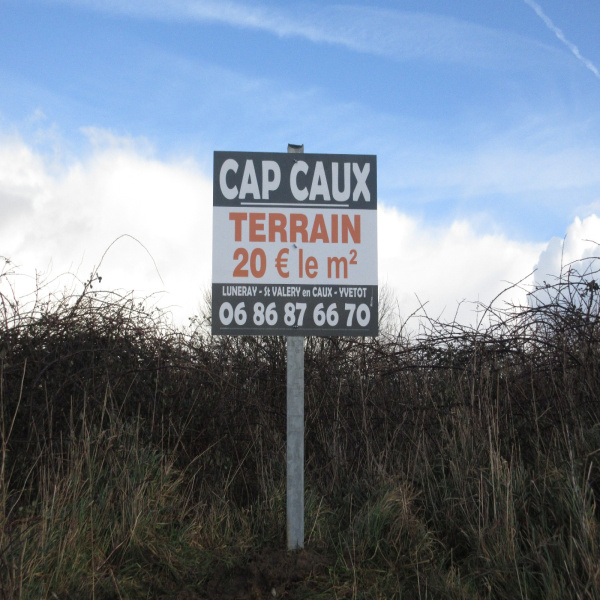 CAP CAUX
TERRAIN
20 € le m²
LUNERAY - St VALERY en CAUX - YVETOT
06 86 87 66 70